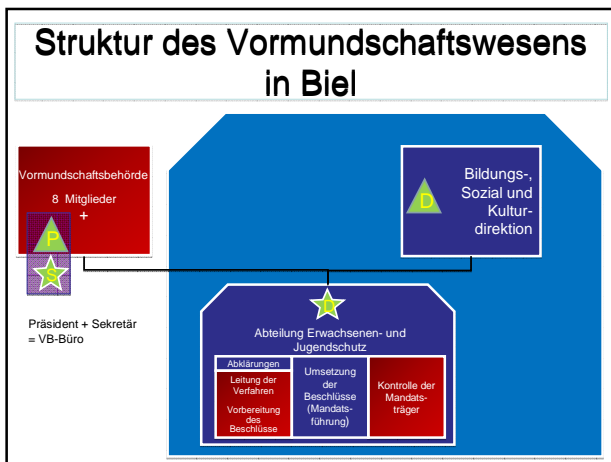 Struktur des Vormundschaftswesens
in Biel
Vormundschaftsbehörde
8 Mitglieder
+
P
S
Präsident + Sekretär
= VB-Büro
Bildungs-,
Sozial und
Kultur-
direktion
D
D
Abteilung Erwachsenen- und
Jugendschutz
Abklärungen
Leitung der
Verfahren
Vorbereitung
des
Beschlüsse
Umsetzung
der
Beschlüsse
(Mandats-
führung)
Kontrolle der
Mandats-
träger